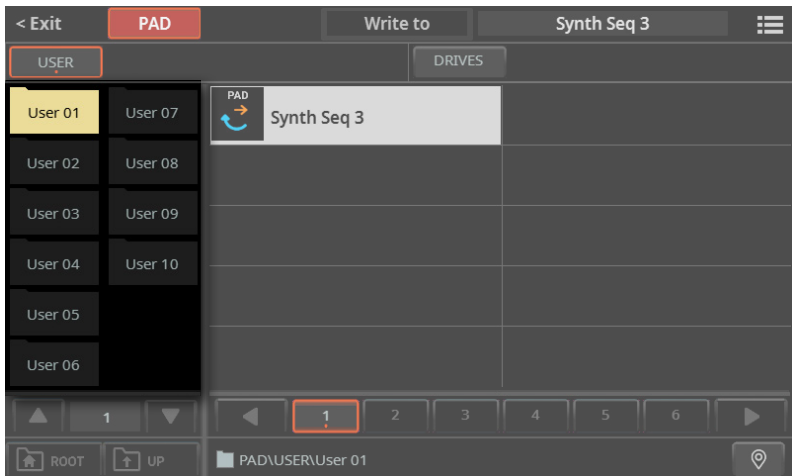 < Exit PAD Write to Synth Seq 3
USER DRIVES
User 01 User 07
PAD
Synth Seq 3
User 02 User 08
User 03 User 09
User 04 User 10
User 05
User 06
1 1 2 3 4 5 6
ROOT UP PAD\USER\User 01